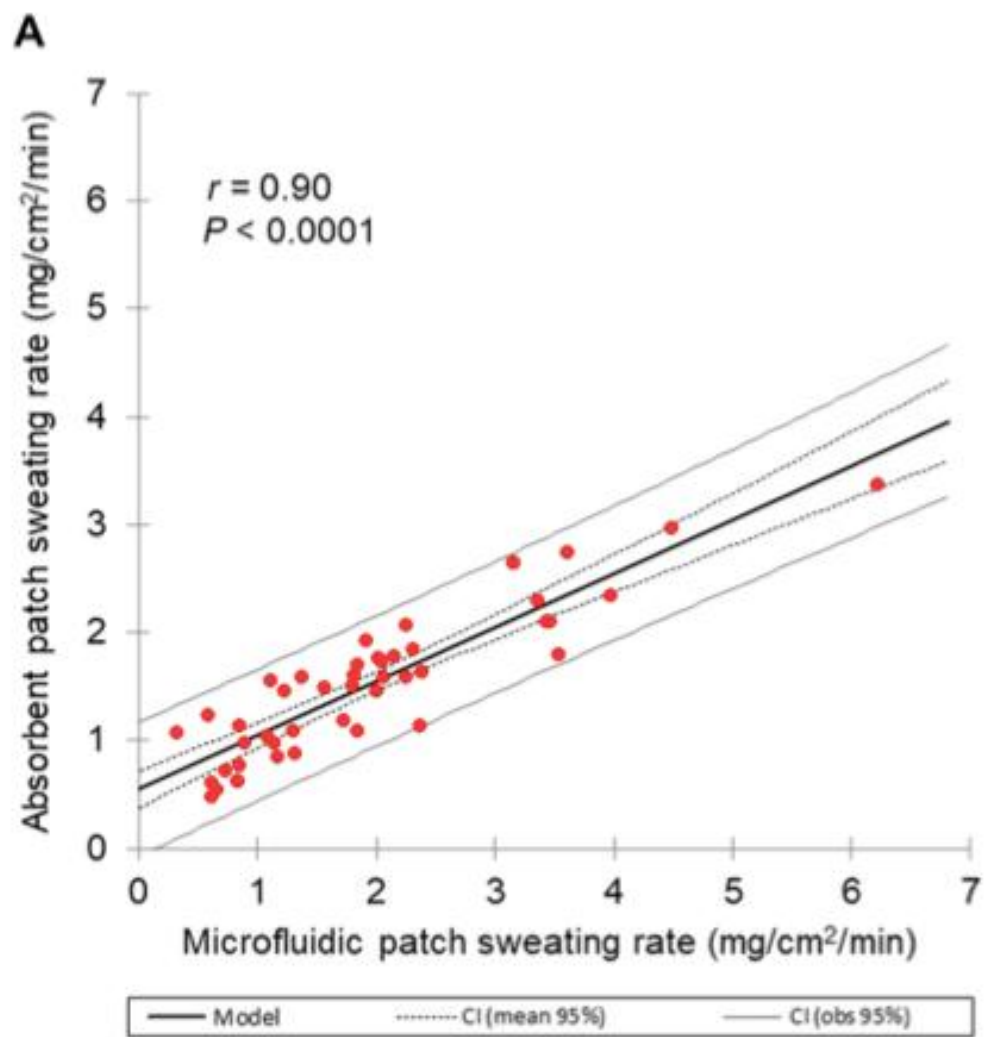 A
r = 0.90
P < 0.0001
Absorbent patch sweating rate (mg/cm²/min)
7
6
5
4
3
2
1
0
0 1 2 3 4 5 6 7
Microfluidic patch sweating rate (mg/cm²/min)
Model CI (mean 95%) CI (obs 95%)